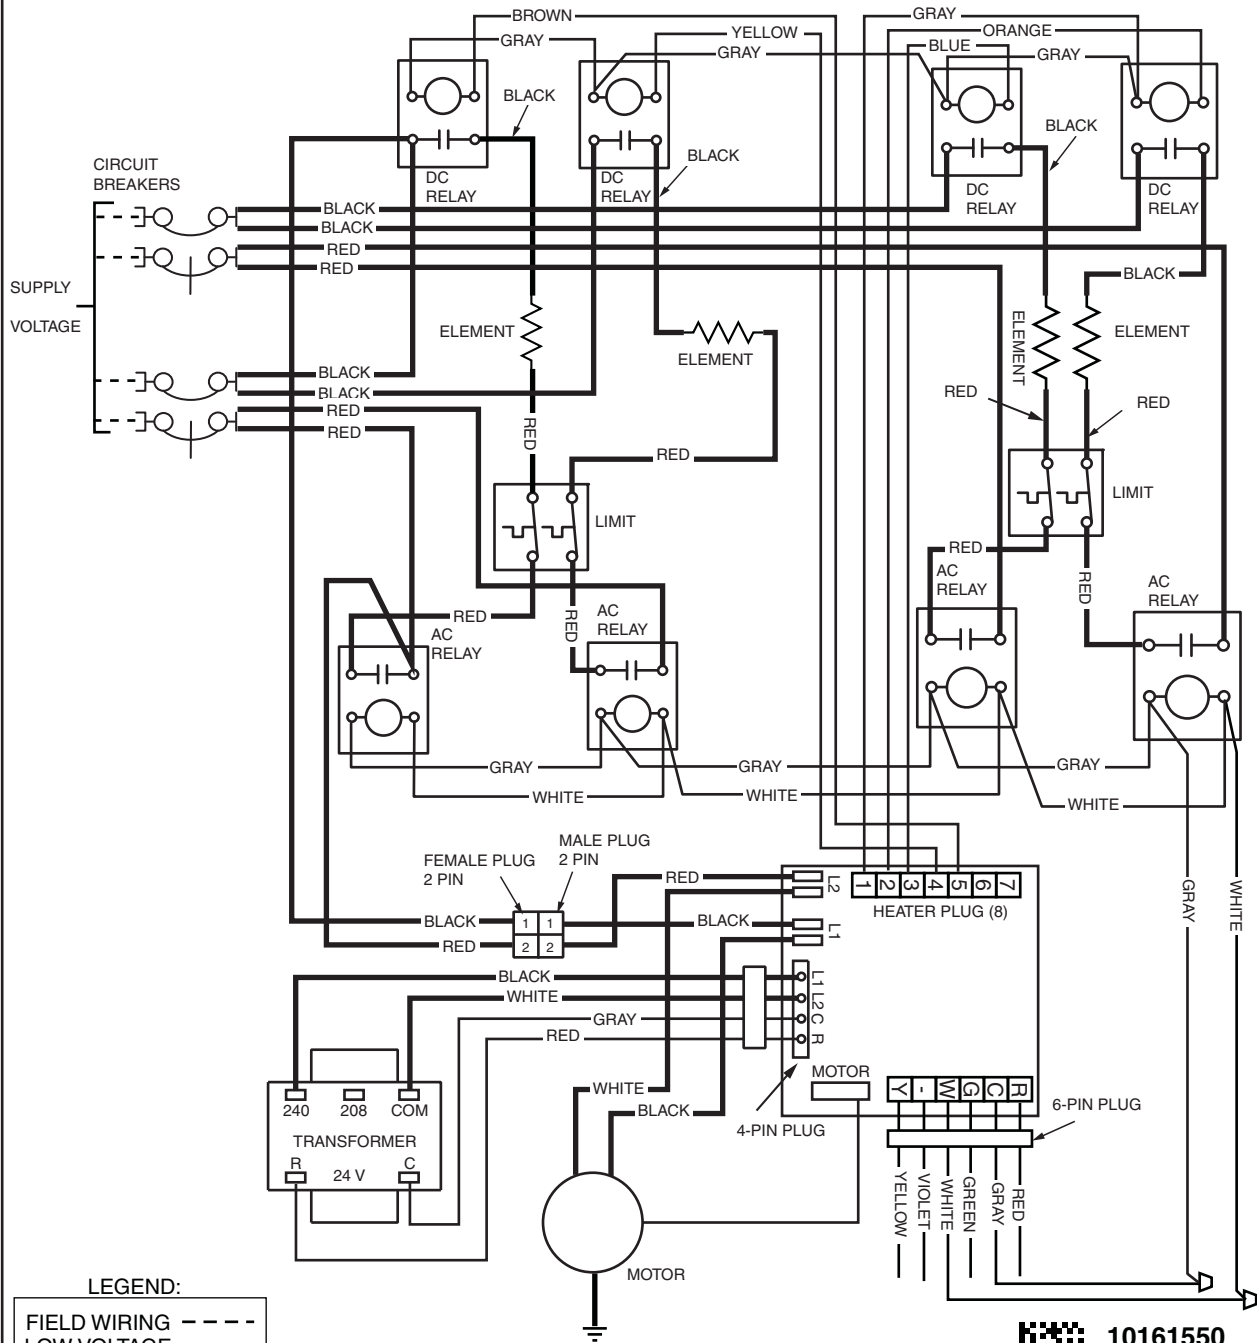 BROWN
GRAY
GRAY
YELLOW
ORANGE
GRAY
BLUE
GRAY
BLACK
BLACK
BLACK
CIRCUIT
BREAKERS
DC
RELAY
DC
RELAY
DC
RELAY
DC
RELAY
BLACK
BLACK
RED
RED
BLACK
SUPPLY
VOLTAGE
ELEMENT
ELEMENT
ELEMENT
ELEMENT
BLACK
BLACK
RED
RED
RED
RED
RED
RED
LIMIT
LIMIT
RED
AC
RELAY
RED
AC
RELAY
RED
AC
RELAY
RED
AC
RELAY
GRAY
GRAY
GRAY
WHITE
WHITE
WHITE
FEMALE PLUG
2 PIN
MALE PLUG
2 PIN
RED
L2
1 2 3 4 5 6 7
HEATER PLUG (8)
BLACK
1 1
BLACK
L1
RED
2 2
GRAY
WHITE
BLACK
L1
WHITE
L2
GRAY
C
RED
R
WHITE
BLACK
MOTOR
Y - W G C R
6-PIN PLUG
4-PIN PLUG
240 208 COM
TRANSFORMER
R 24 V C
YELLOW
VIOLET
WHITE
GREEN
GRAY
RED
MOTOR
LEGEND:
FIELD WIRING
LOW VOLTAGE
10161550